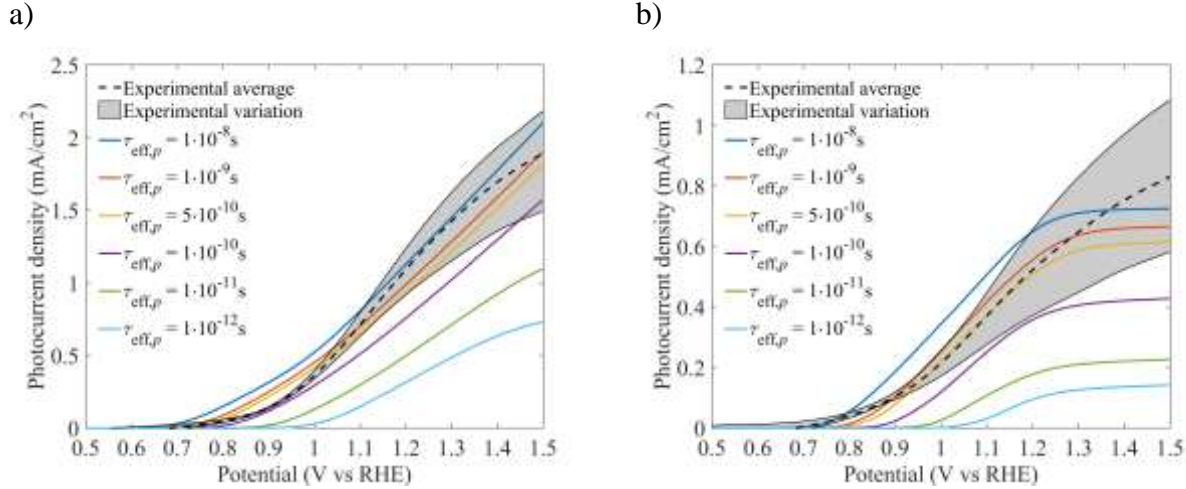 a)
b)
2.5
2
1.5
1
0.5
0
Photocurrent density (mA/cm²)
Experimental average
Experimental variation
τeff,p = 1·10⁻⁸s
τeff,p = 1·10⁻⁹s
τeff,p = 5·10⁻¹⁰s
τeff,p = 1·10⁻¹⁰s
τeff,p = 1·10⁻¹¹s
τeff,p = 1·10⁻¹²s
0.5 0.6 0.7 0.8 0.9 1 1.1 1.2 1.3 1.4 1.5
Potential (V vs RHE)
1.2
1
0.8
0.6
0.4
0.2
0
Photocurrent density (mA/cm²)
Experimental average
Experimental variation
τeff,p = 1·10⁻⁸s
τeff,p = 1·10⁻⁹s
τeff,p = 5·10⁻¹⁰s
τeff,p = 1·10⁻¹⁰s
τeff,p = 1·10⁻¹¹s
τeff,p = 1·10⁻¹²s
0.5 0.6 0.7 0.8 0.9 1 1.1 1.2 1.3 1.4 1.5
Potential (V vs RHE)